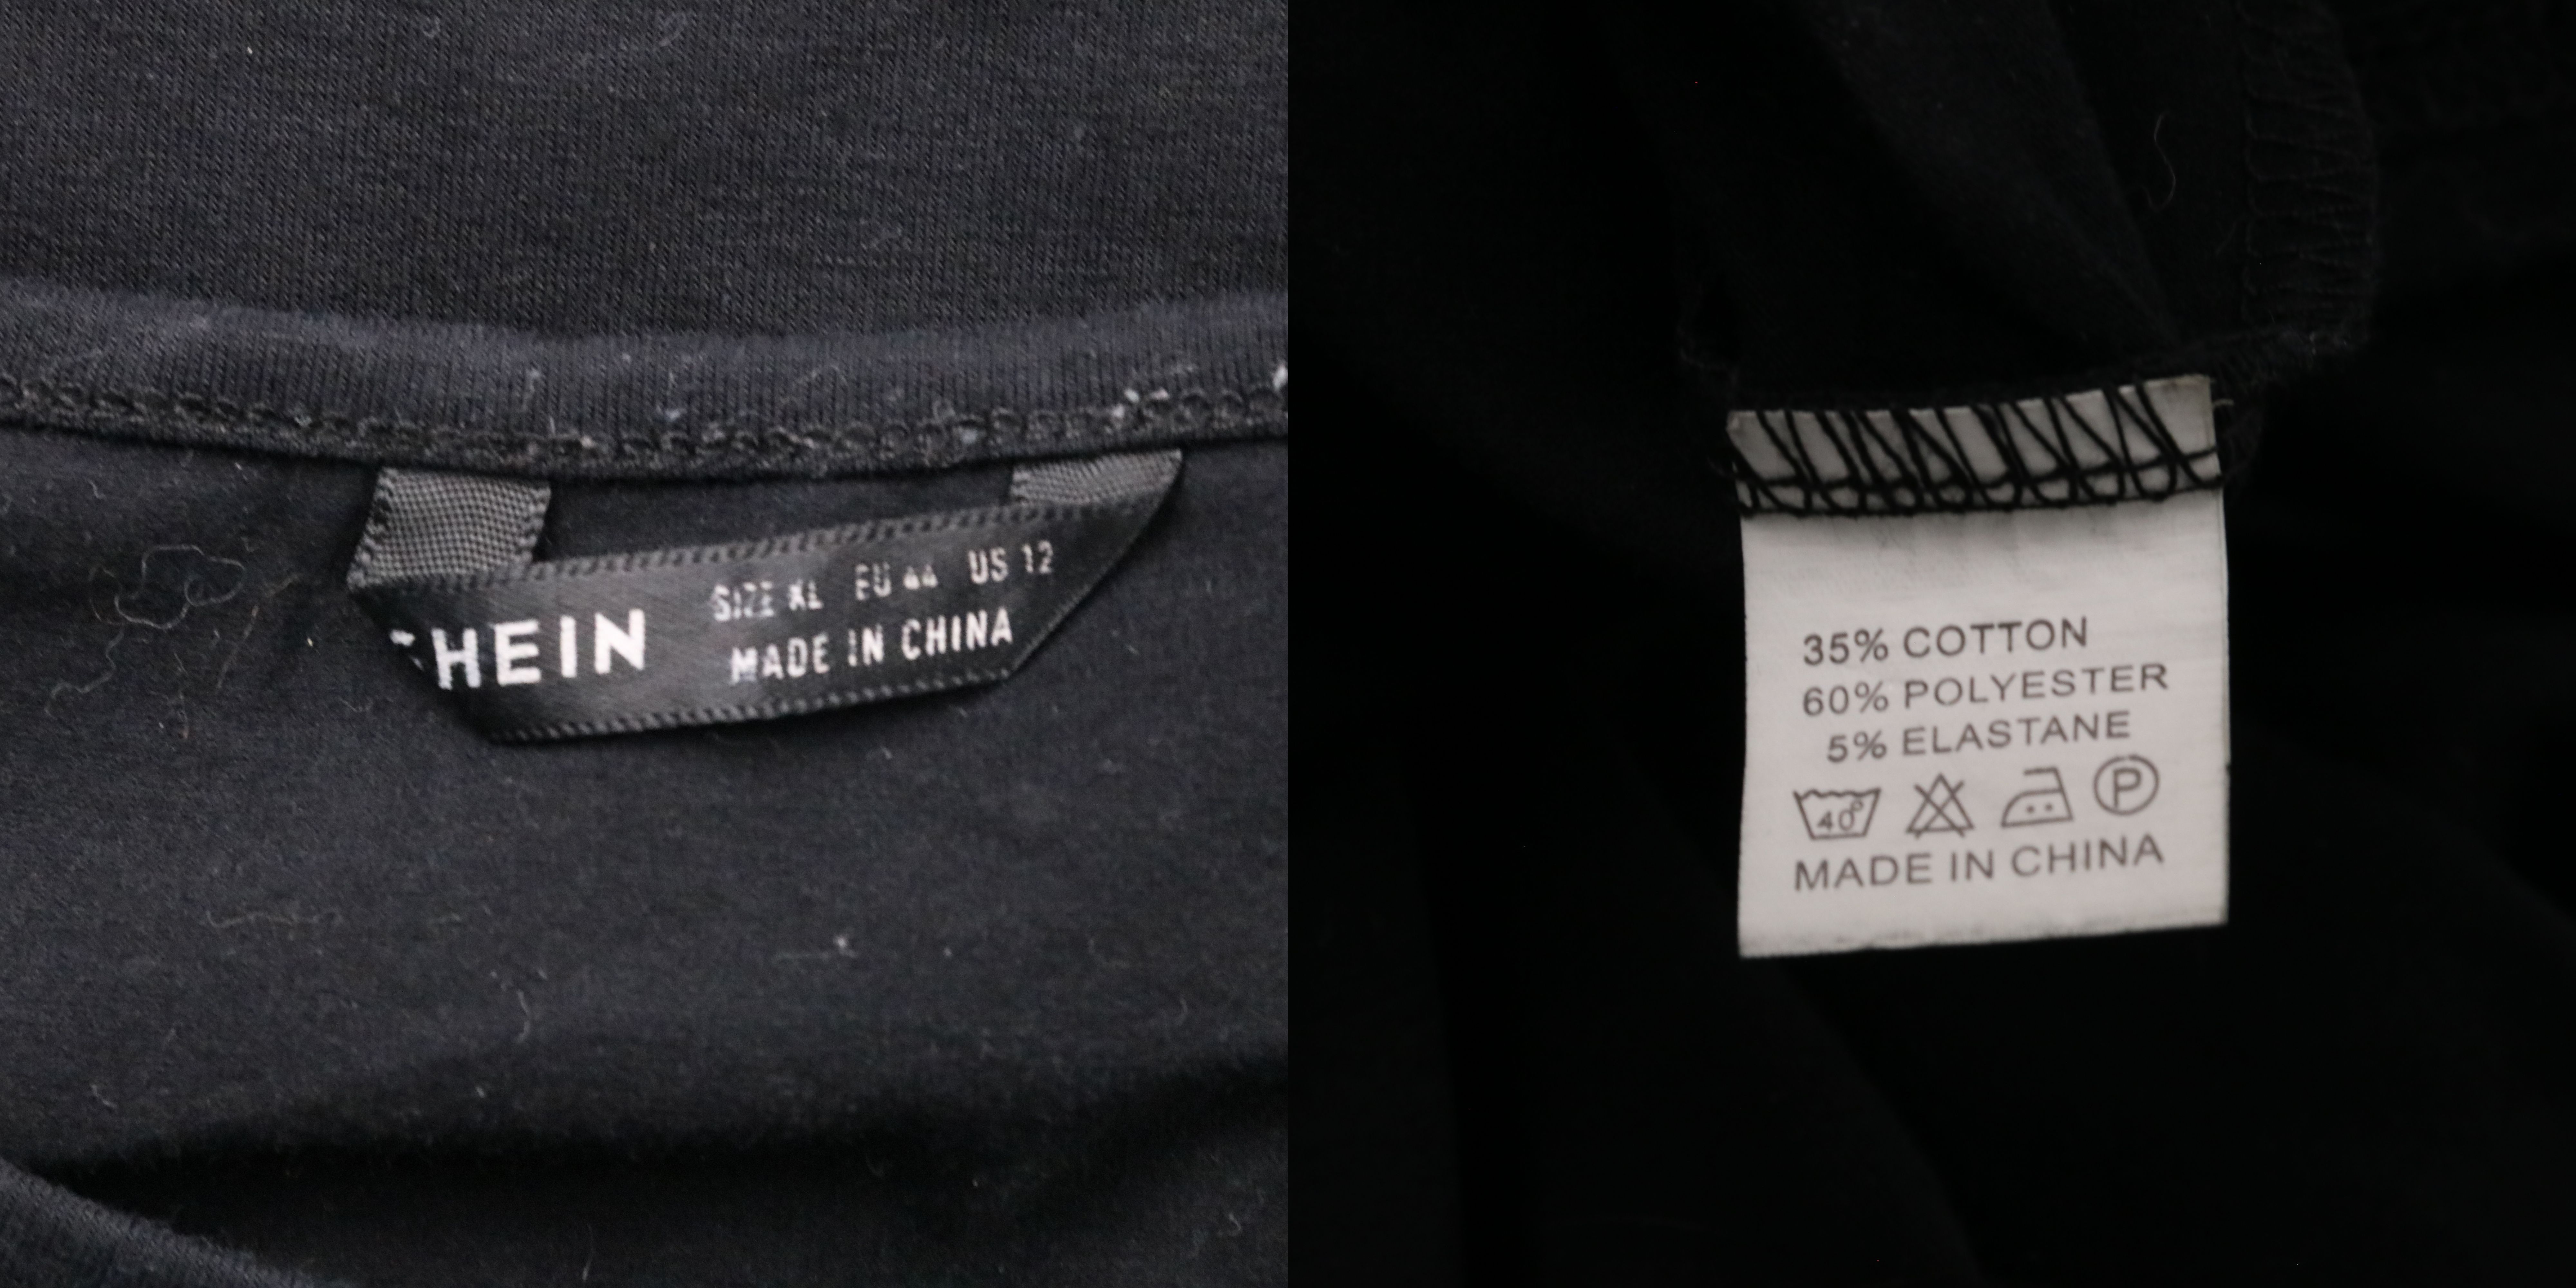 SHEIN
SIZE XL EU 44 US 12
MADE IN CHINA
35% COTTON
60% POLYESTER
5% ELASTANE
40°
P
MADE IN CHINA